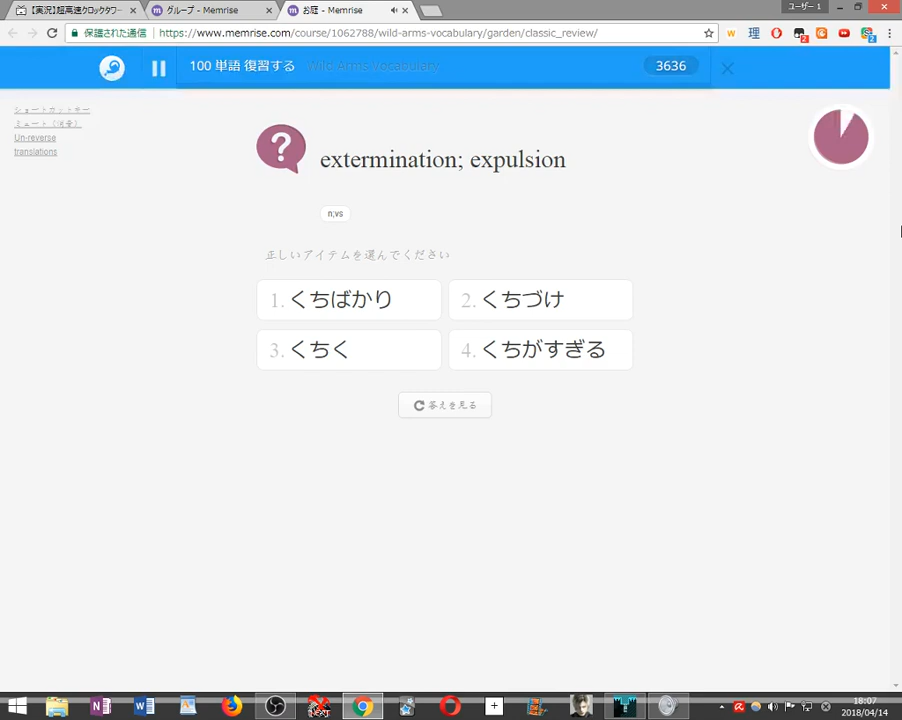 【実況】超高速クロックタワー
グループ - Memrise
お庭 - Memrise
ユーザー 1
保護された通信
https://www.memrise.com/course/1062788/wild-arms-vocabulary/garden/classic_review/
100 単語 復習する
Wild Arms Vocabulary
3636
ショートカットキー
ミュート (消音)
Un-reverse
translations
extermination; expulsion
n;vs
正しいアイテムを選んでください
1. くちばかり
2. くちづけ
3. くちく
4. くちがすぎる
答えを見る
18:07
2018/04/14